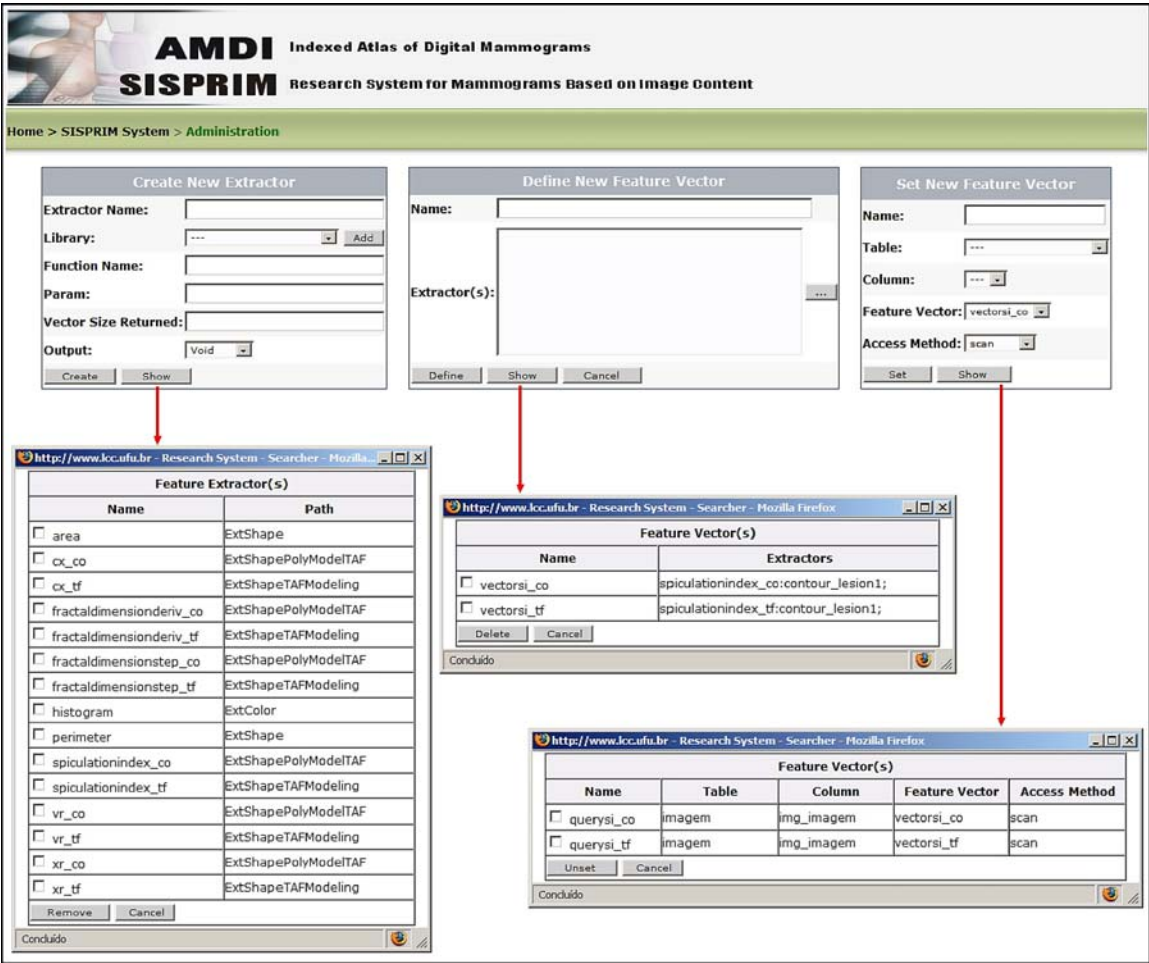 AMDI Indexed Atlas of Digital Mammograms
SISPRIM Research System for Mammograms Based on Image Content
Home > SISPRIM System > Administration
Create New Extractor
Extractor Name:
Library: --- Add
Function Name:
Param:
Vector Size Returned:
Output: Void
Create Show
Define New Feature Vector
Name:
Extractor(s): ...
Define Show Cancel
Set New Feature Vector
Name:
Table: ---
Column: ---
Feature Vector: vectorsi_co
Access Method: scan
Set Show
http://www.lcc.ufu.br - Research System - Searcher - Mozilla...
Feature Extractor(s)
Name Path
area ExtShape
cx_co ExtShapePolyModelTAF
cx_tf ExtShapeTAFModeling
fractaldimensionderiv_co ExtShapePolyModelTAF
fractaldimensionderiv_tf ExtShapeTAFModeling
fractaldimensionstep_co ExtShapePolyModelTAF
fractaldimensionstep_tf ExtShapeTAFModeling
histogram ExtColor
perimeter ExtShape
spiculationindex_co ExtShapePolyModelTAF
spiculationindex_tf ExtShapeTAFModeling
vr_co ExtShapePolyModelTAF
vr_tf ExtShapeTAFModeling
xr_co ExtShapePolyModelTAF
xr_tf ExtShapeTAFModeling
Remove Cancel
Concluído
http://www.lcc.ufu.br - Research System - Searcher - Mozilla Firefox
Feature Vector(s)
Name Extractors
vectorsi_co spiculationindex_co:contour_lesion1;
vectorsi_tf spiculationindex_tf:contour_lesion1;
Delete Cancel
Concluído
http://www.lcc.ufu.br - Research System - Searcher - Mozilla Firefox
Feature Vector(s)
Name Table Column Feature Vector Access Method
querysi_co imagem img_imagem vectorsi_co scan
querysi_tf imagem img_imagem vectorsi_tf scan
Unset Cancel
Concluído